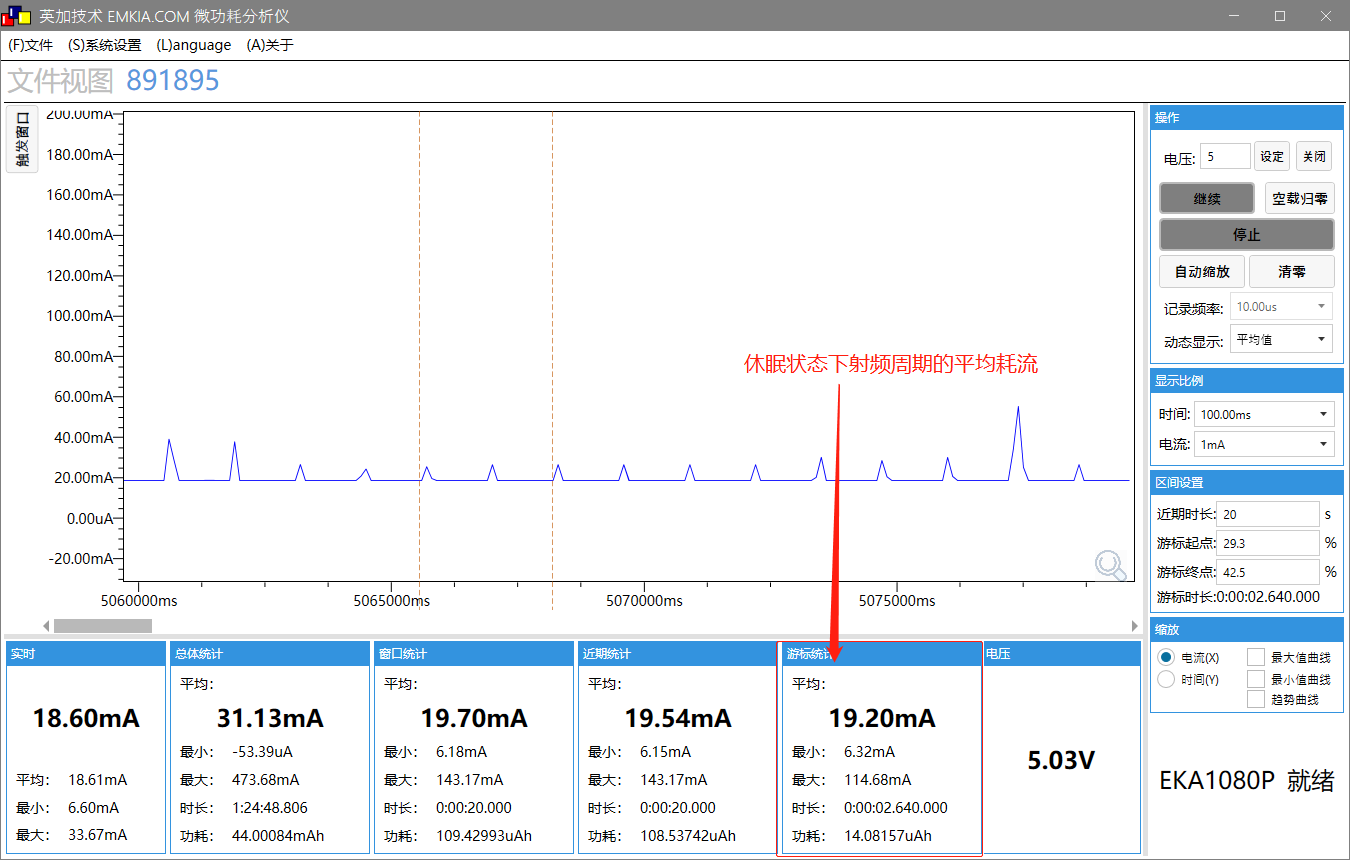 英加技术 EMKIA.COM 微功耗分析仪
(F)文件 (S)系统设置 (L)anguage (A)关于
文件视图 891895
触发窗口
200.00mA
180.00mA
160.00mA
140.00mA
120.00mA
100.00mA
80.00mA
60.00mA
40.00mA
20.00mA
0.00uA
-20.00mA
5060000ms 5065000ms 5070000ms 5075000ms
休眠状态下射频周期的平均耗流
操作
电压: 5 设定 关闭
继续 空载归零
停止
自动缩放 清零
记录频率: 10.00us
动态显示: 平均值
显示比例
时间: 100.00ms
电流: 1mA
区间设置
近期时长: 20 s
游标起点: 29.3 %
游标终点: 42.5 %
游标时长:0:00:02.640.000
缩放
电流(X) 最大值曲线
时间(Y) 最小值曲线
趋势曲线
EKA1080P 就绪
实时
18.60mA
平均: 18.61mA
最小: 6.60mA
最大: 33.67mA
总体统计
平均:
31.13mA
最小: -53.39uA
最大: 473.68mA
时长: 1:24:48.806
功耗: 44.00084mAh
窗口统计
平均:
19.70mA
最小: 6.18mA
最大: 143.17mA
时长: 0:00:20.000
功耗: 109.42993uAh
近期统计
平均:
19.54mA
最小: 6.15mA
最大: 143.17mA
时长: 0:00:20.000
功耗: 108.53742uAh
游标统计
平均:
19.20mA
最小: 6.32mA
最大: 114.68mA
时长: 0:00:02.640.000
功耗: 14.08157uAh
电压
5.03V